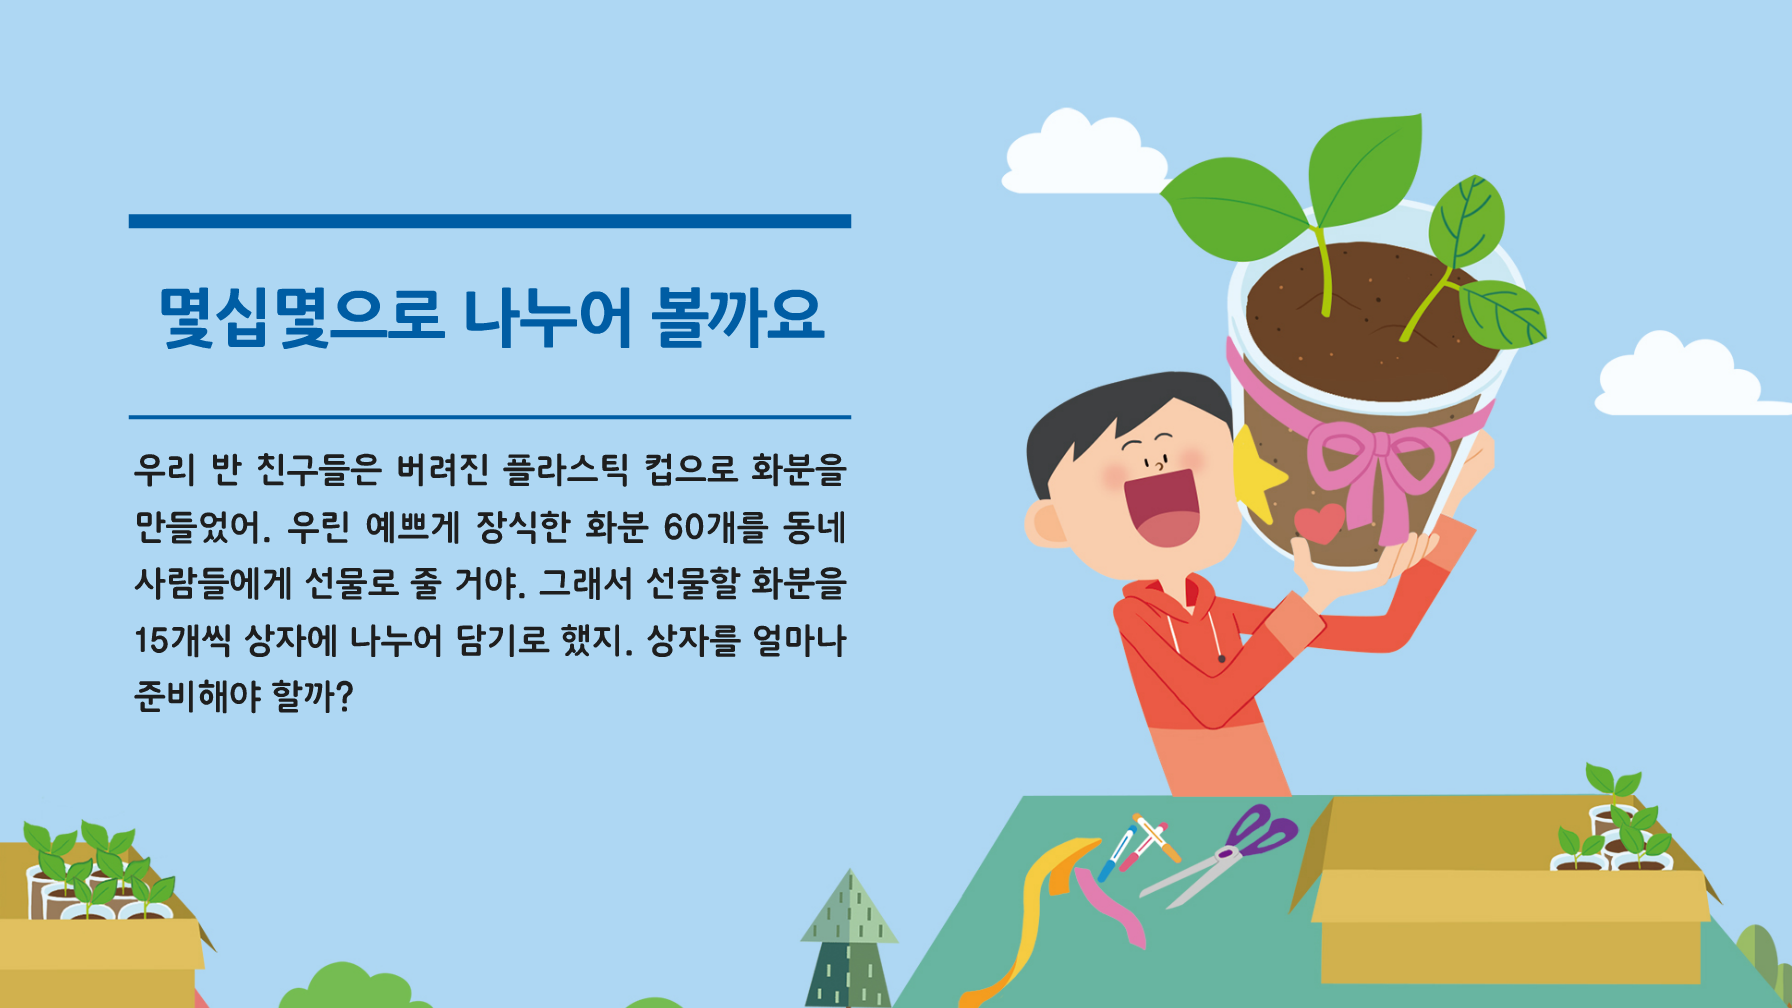 몇십몇으로 나누어 볼까요
우리 반 친구들은 버려진 플라스틱 컵으로 화분을
만들었어. 우린 예쁘게 장식한 화분 60개를 동네
사람들에게 선물로 줄 거야. 그래서 선물할 화분을
15개씩 상자에 나누어 담기로 했지. 상자를 얼마나
준비해야 할까?